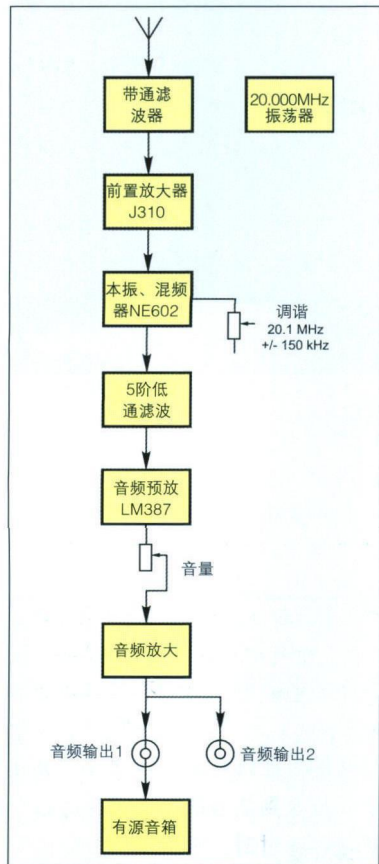 带通滤
波器
20.000MHz
振荡器
前置放大器
J310
本振、混频
器NE602
调谐
20.1 MHz
+/- 150 kHz
5阶低
通滤波
音频预放
LM387
音量
音频放大
音频输出1
音频输出2
有源音箱